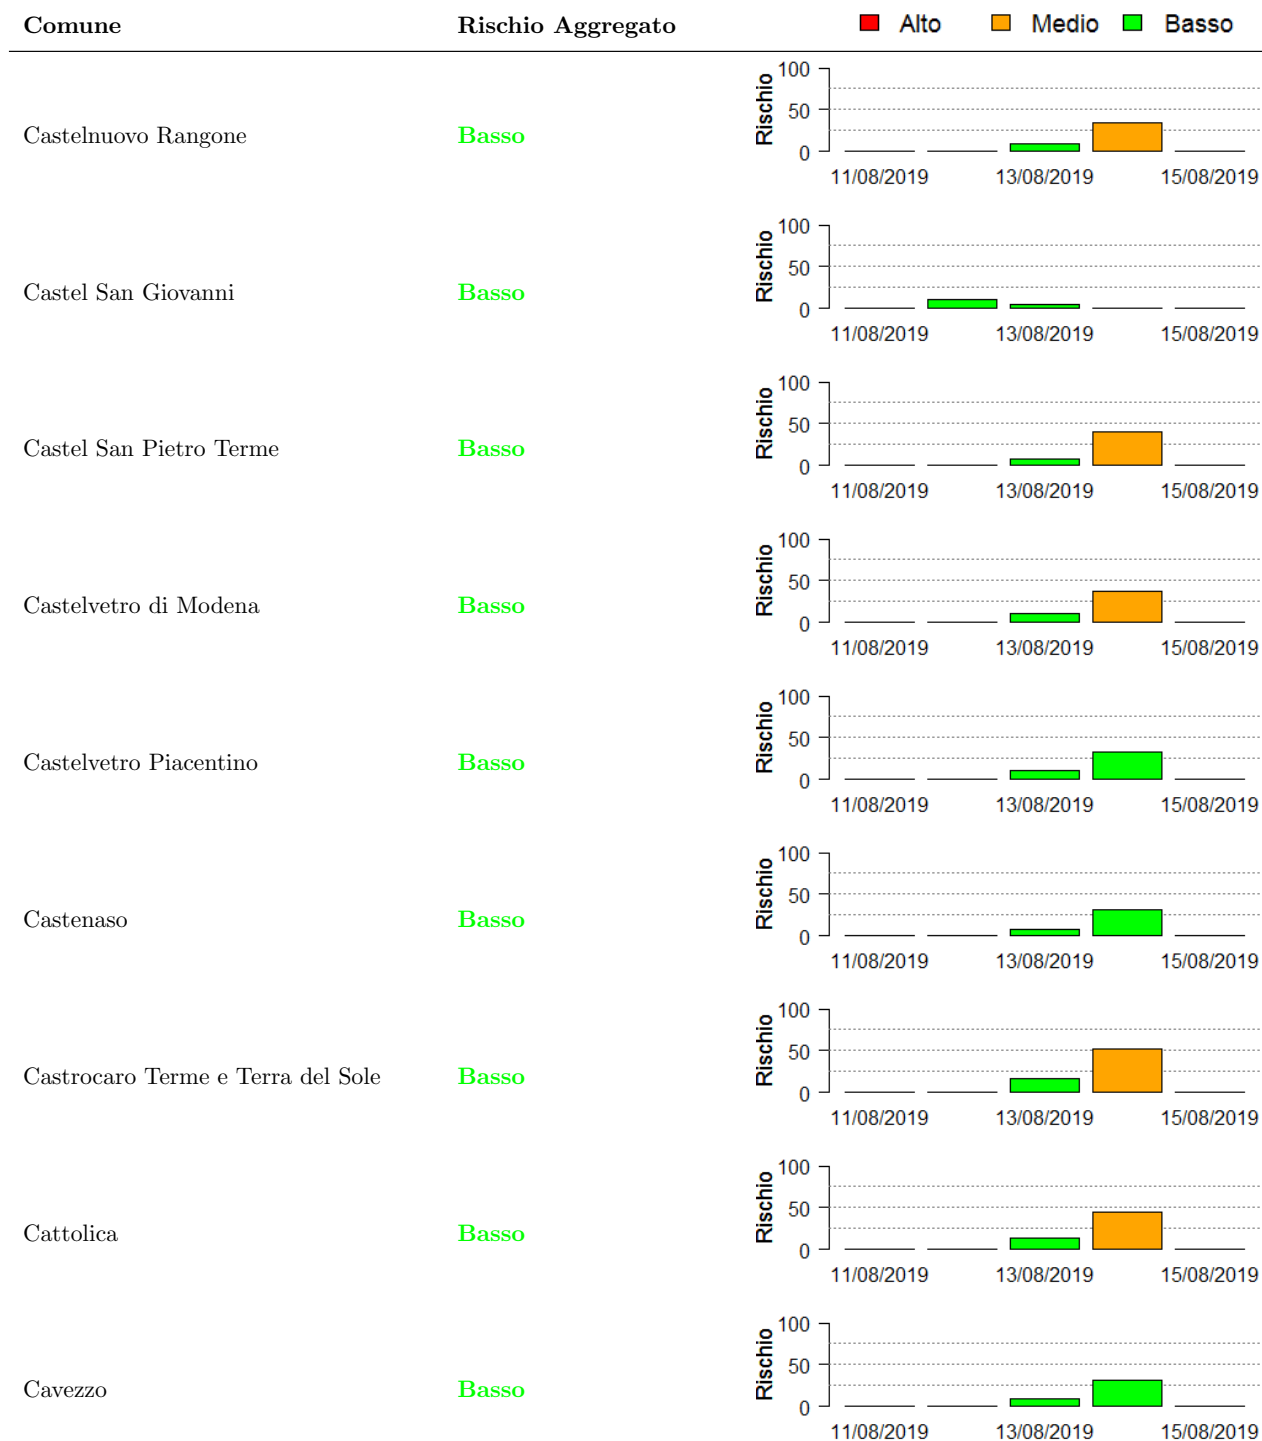 Comune Rischio Aggregato Alto Medio Basso
100
50
0
Rischio
Castelnuovo Rangone Basso
11/08/2019 13/08/2019 15/08/2019
100
50
0
Rischio
Castel San Giovanni Basso
11/08/2019 13/08/2019 15/08/2019
100
50
0
Rischio
Castel San Pietro Terme Basso
11/08/2019 13/08/2019 15/08/2019
100
50
0
Rischio
Castelvetro di Modena Basso
11/08/2019 13/08/2019 15/08/2019
100
50
0
Rischio
Castelvetro Piacentino Basso
11/08/2019 13/08/2019 15/08/2019
100
50
0
Rischio
Castenaso Basso
11/08/2019 13/08/2019 15/08/2019
100
50
0
Rischio
Castrocaro Terme e Terra del Sole Basso
11/08/2019 13/08/2019 15/08/2019
100
50
0
Rischio
Cattolica Basso
11/08/2019 13/08/2019 15/08/2019
100
50
0
Rischio
Cavezzo Basso
11/08/2019 13/08/2019 15/08/2019